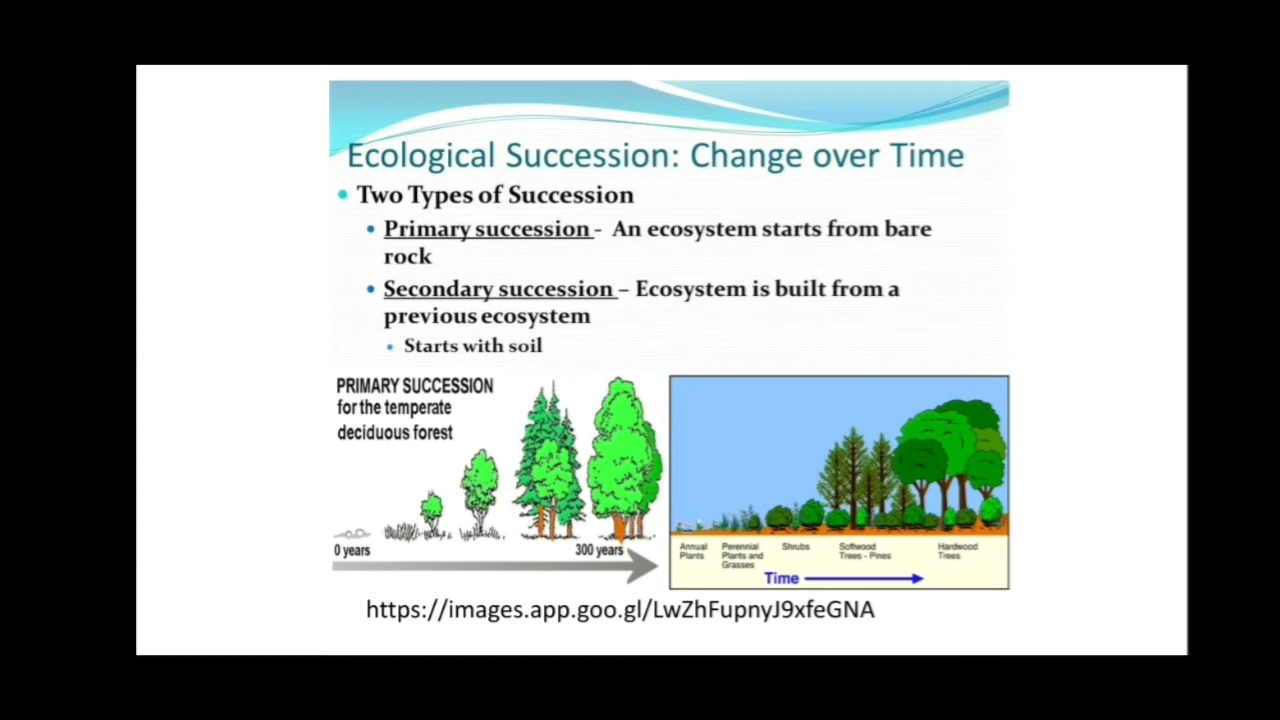 Ecological Succession: Change over Time
• Two Types of Succession
• Primary succession - An ecosystem starts from bare
rock
• Secondary succession – Ecosystem is built from a
previous ecosystem
• Starts with soil
PRIMARY SUCCESSION
for the temperate
deciduous forest
0 years
300 years
Annual
Plants
Perennial
Plants and
Grasses
Shrubs
Softwood
Trees - Pines
Hardwood
Trees
Time
https://images.app.goo.gl/LwZhFupnyJ9xfeGNA